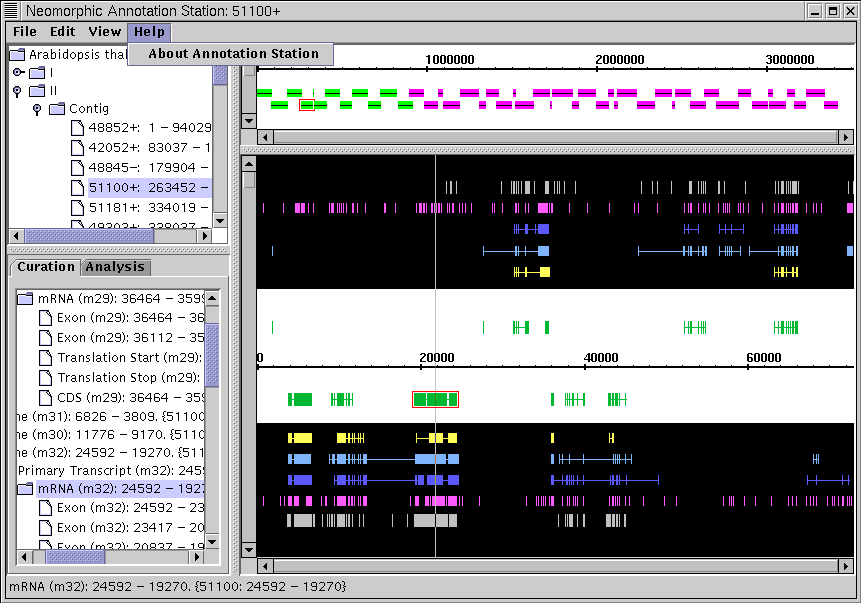 Neomorphic Annotation Station: 51100+
File Edit View Help
About Annotation Station
Arabidopsis thal
I
II
Contig
48852+: 1 - 94029
42052+: 83037 - 1
48845-: 179904 -
51100+: 263452 -
51181+: 334019 -
1000000 2000000 3000000
Curation Analysis
mRNA (m29): 36464 - 3599
Exon (m29): 36464 - 36
Exon (m29): 36112 - 35
Translation Start (m29):
Translation Stop (m29):
CDS (m29): 36464 - 359
ne (m31): 6826 - 3809. {51100
ne (m30): 11776 - 9170. {5110
ne (m32): 24592 - 19270. {511
Primary Transcript (m32): 245
mRNA (m32): 24592 - 1927
Exon (m32): 24592 - 23
Exon (m32): 23417 - 20
Exon (m32): 20837 - 19
0 20000 40000 60000
mRNA (m32): 24592 - 19270. {51100: 24592 - 19270}